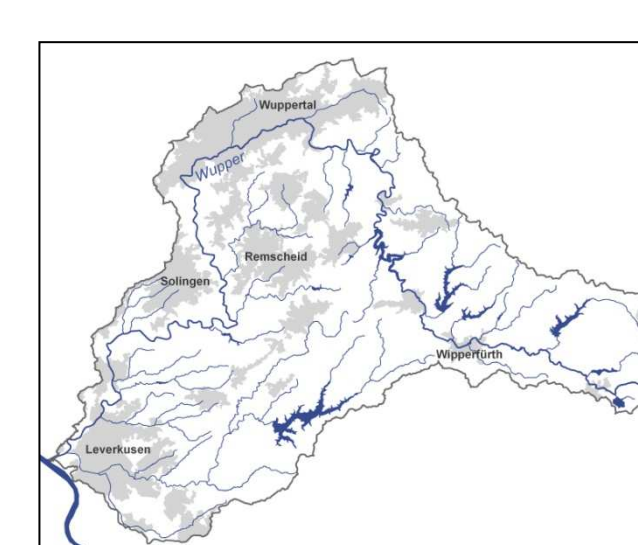 Wuppertal
Wupper
Remscheid
Solingen
Wipperfürth
Leverkusen